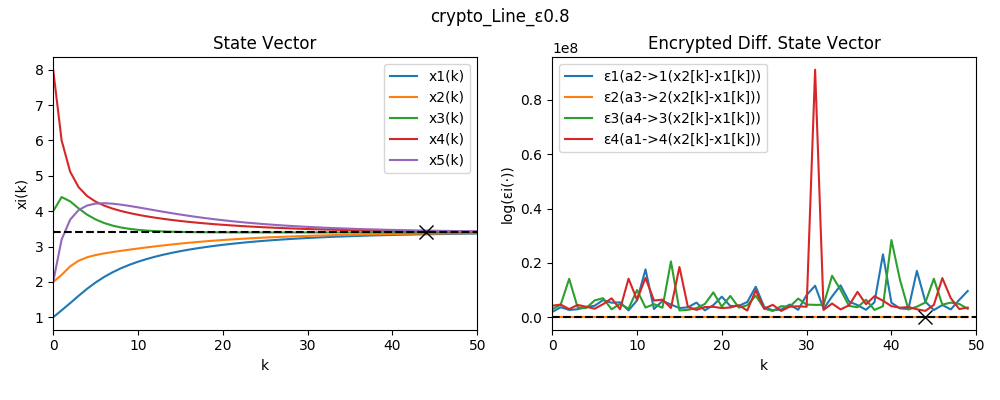 crypto_Line_ε0.8
State Vector
8
7
6
5
4
3
2
1
xi(k)
0
10
20
30
40
50
k
x1(k)
x2(k)
x3(k)
x4(k)
x5(k)
Encrypted Diff. State Vector
1e8
0.8
0.6
0.4
0.2
0.0
log(εi(·))
0
10
20
30
40
50
k
ε1(a2->1(x2[k]-x1[k]))
ε2(a3->2(x2[k]-x1[k]))
ε3(a4->3(x2[k]-x1[k]))
ε4(a1->4(x2[k]-x1[k]))